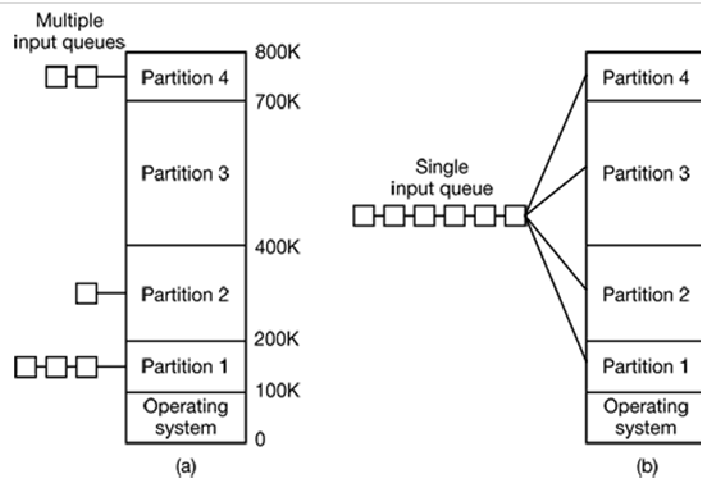 Multiple
input queues
800K
Partition 4
700K
Partition 3
400K
Partition 2
200K
Partition 1
100K
Operating
system
0
(a)
Single
input queue
Partition 4
Partition 3
Partition 2
Partition 1
Operating
system
(b)